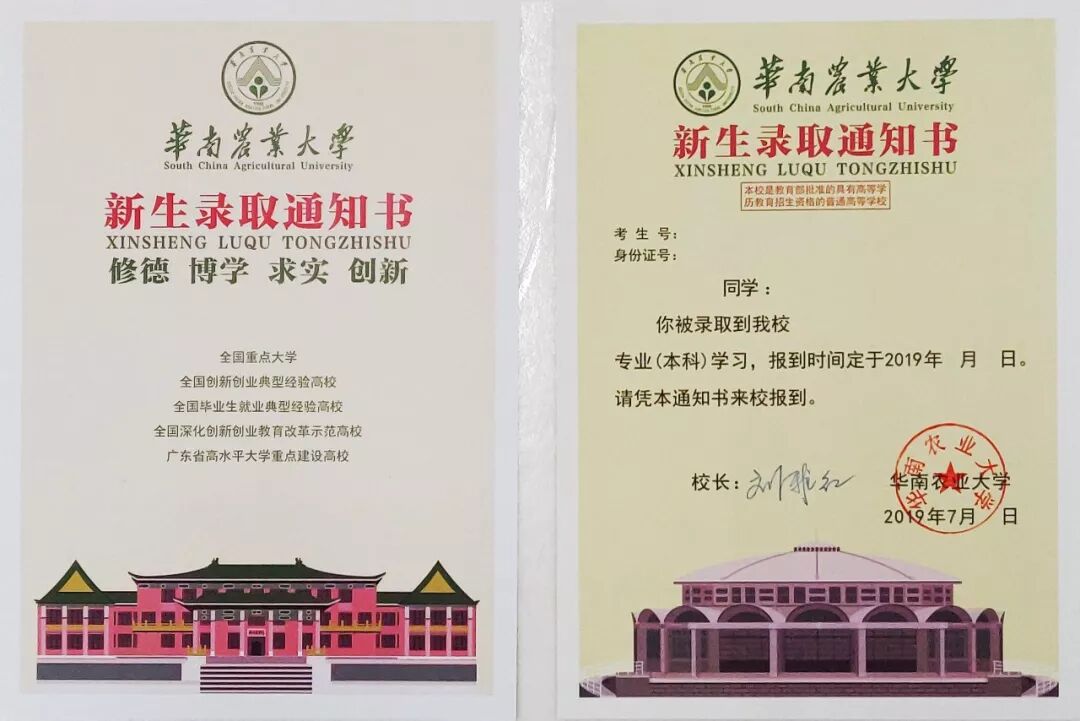 華南農業大學
South China Agricultural University
新生录取通知书
XINSHENG LUQU TONGZHISHU
修德 博学 求实 创新
全国重点大学
全国创新创业典型经验高校
全国毕业生就业典型经验高校
全国深化创新创业教育改革示范高校
广东省高水平大学重点建设高校
華南農業大學
South China Agricultural University
新生录取通知书
XINSHENG LUQU TONGZHISHU
本校是教育部批准的具有高等学
历教育招生资格的普通高等学校
考生号：
身份证号：
同学：
你被录取到我校
专业(本科)学习，报到时间定于2019年 月 日。
请凭本通知书来校报到。
校长：刘雅红
华南农业大学
华南农业大学
2019年7月 日